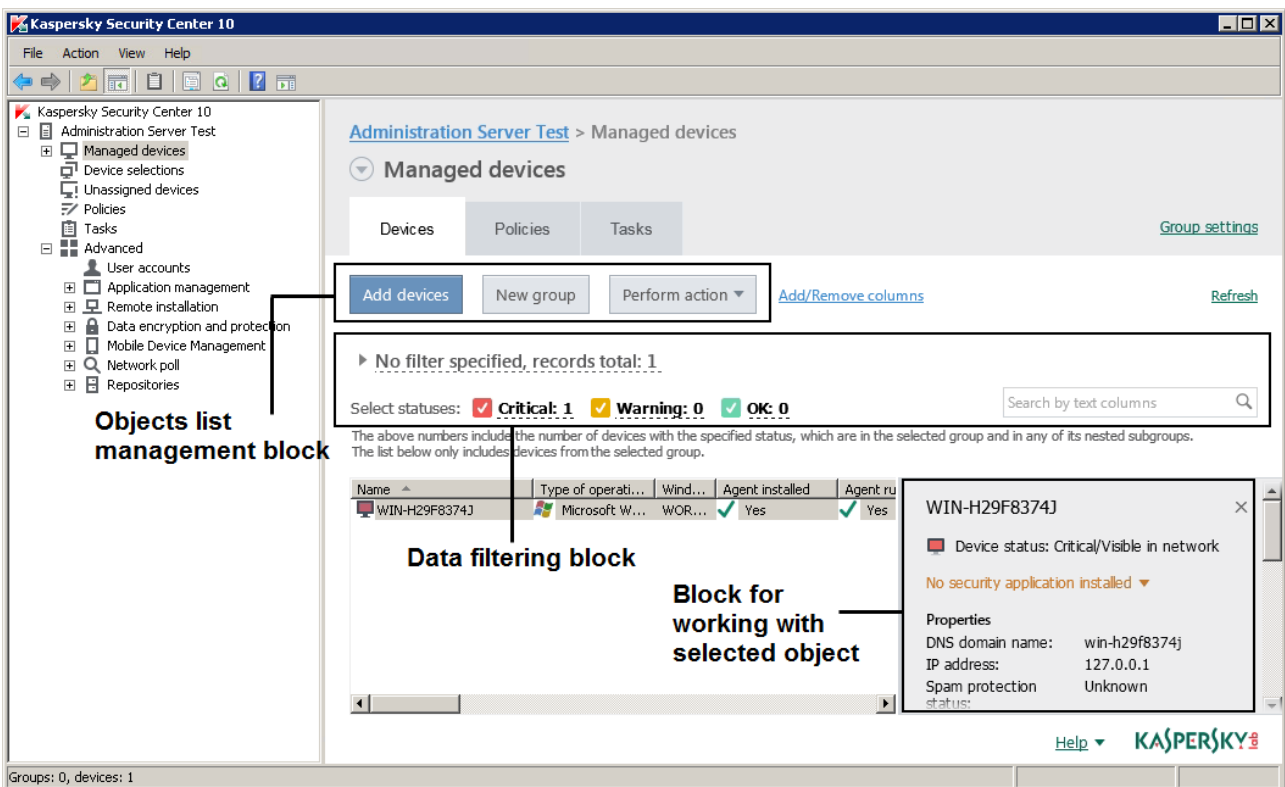 Kaspersky Security Center 10
File Action View Help
Kaspersky Security Center 10
Administration Server Test
Managed devices
Device selections
Unassigned devices
Policies
Tasks
Advanced
User accounts
Application management
Remote installation
Data encryption and protection
Mobile Device Management
Network poll
Repositories
Objects list
management block
Administration Server Test > Managed devices
Managed devices
Devices Policies Tasks
Group settings
Add devices New group Perform action Add/Remove columns Refresh
No filter specified, records total: 1
Select statuses: Critical: 1 Warning: 0 OK: 0 Search by text columns
The above numbers include the number of devices with the specified status, which are in the selected group and in any of its nested subgroups.
The list below only includes devices from the selected group.
Name Type of operati... Wind... Agent installed Agent ru
WIN-H29F8374J Microsoft W... WOR... Yes Yes
Data filtering block
Block for
working with
selected object
WIN-H29F8374J
Device status: Critical/Visible in network
No security application installed
Properties
DNS domain name: win-h29f8374j
IP address: 127.0.0.1
Spam protection Unknown
status:
Help KASPERSKY lab
Groups: 0, devices: 1